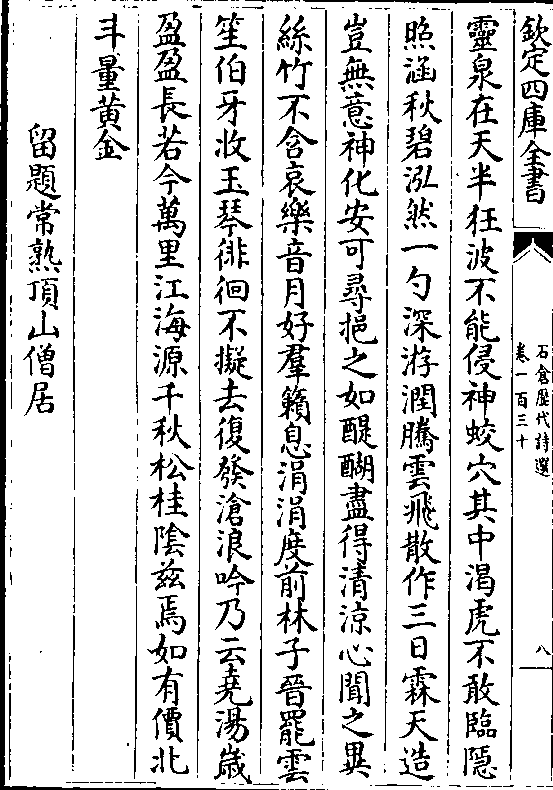 欽定四庫全書
石倉歷代詩選
卷一百三十
八
靈泉在天半狂波不能侵神蛟穴其中渴虎不敢臨隱
照涵秋碧泓然一勺深游潤騰雲飛散作三日霖天造
豈無意神化安可尋挹之如醍醐盡得清涼心聞之異
絲竹不含哀樂音月好羣籟息涓涓度前林子晉罷雲
笙伯牙收玉琴徘徊不擬去復發滄浪吟乃云堯湯歲
盈盈長若今萬里江海源千秋松桂陰兹焉如有價北
斗量黄金
留題常熟頂山僧居